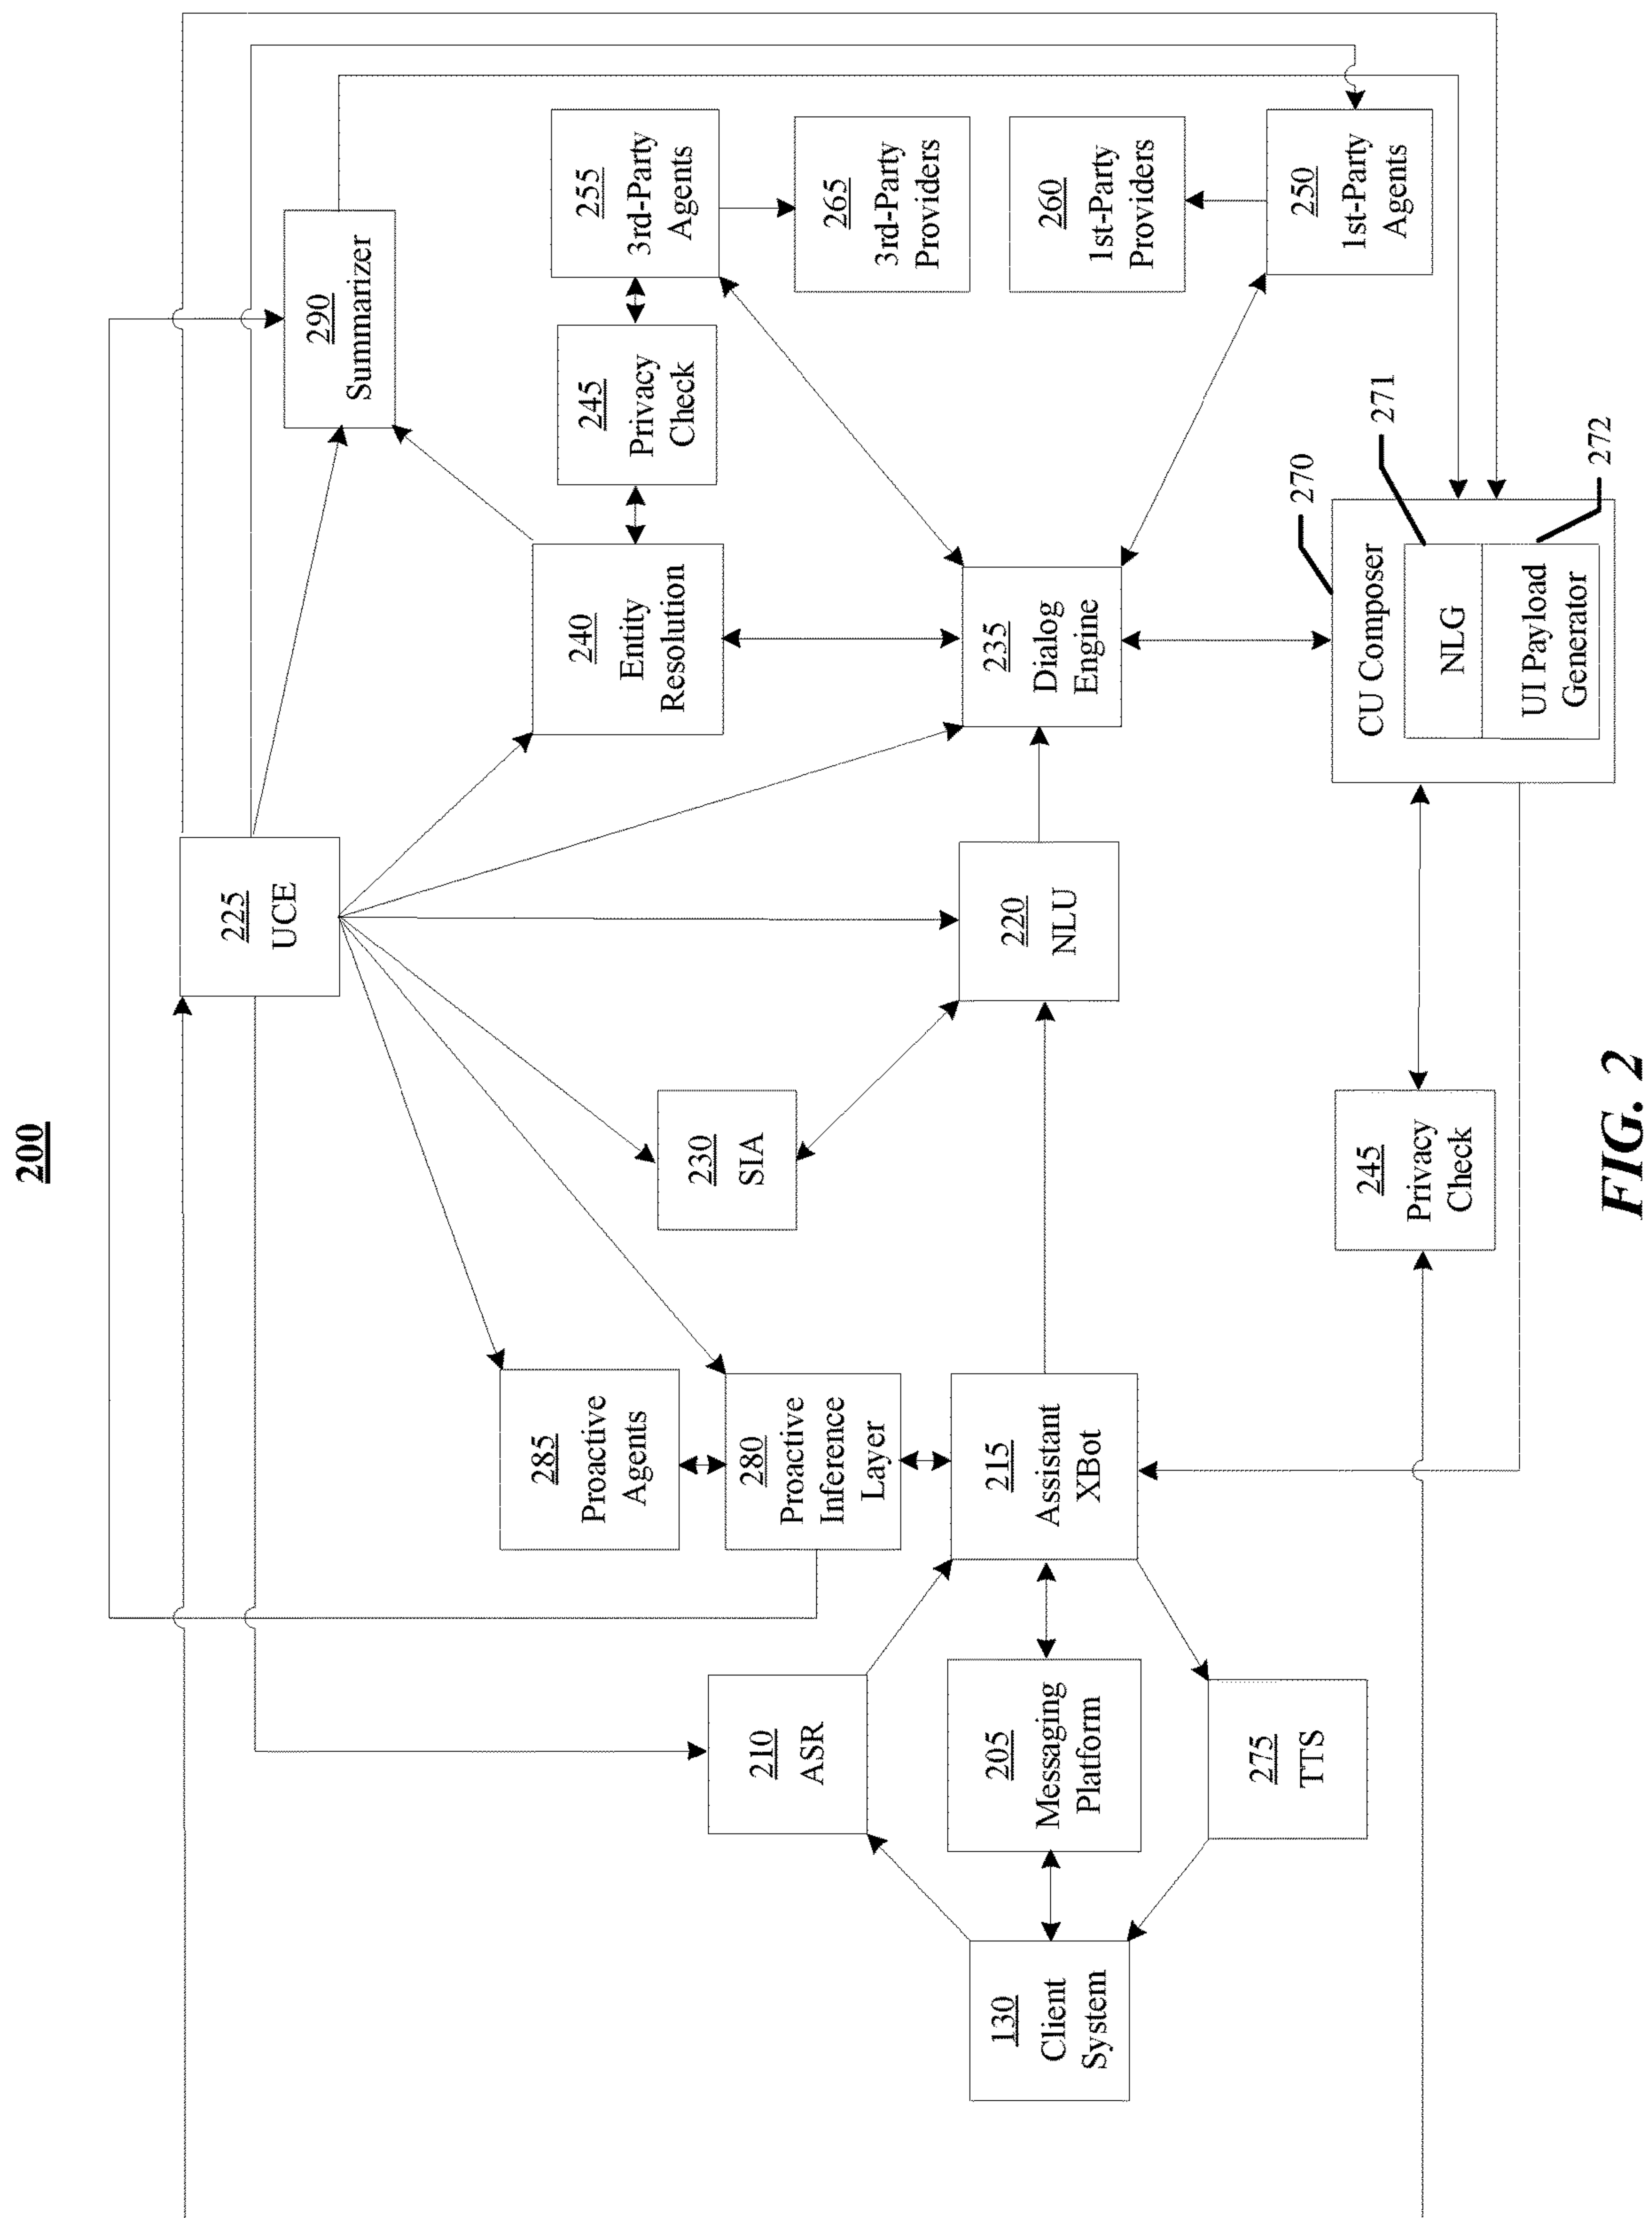 200
225
UCE
290
Summarizer
285
Proactive
Agents
240
Entity
Resolution
245
Privacy
Check
255
3rd-Party
Agents
230
SIA
210
ASR
280
Proactive
Inference
Layer
265
3rd-Party
Providers
130
Client
System
205
Messaging
Platform
215
Assistant
XBot
220
NLU
235
Dialog
Engine
260
1st-Party
Providers
275
TTS
250
1st-Party
Agents
245
Privacy
Check
270
CU Composer
271
NLG
272
UI Payload
Generator
FIG. 2